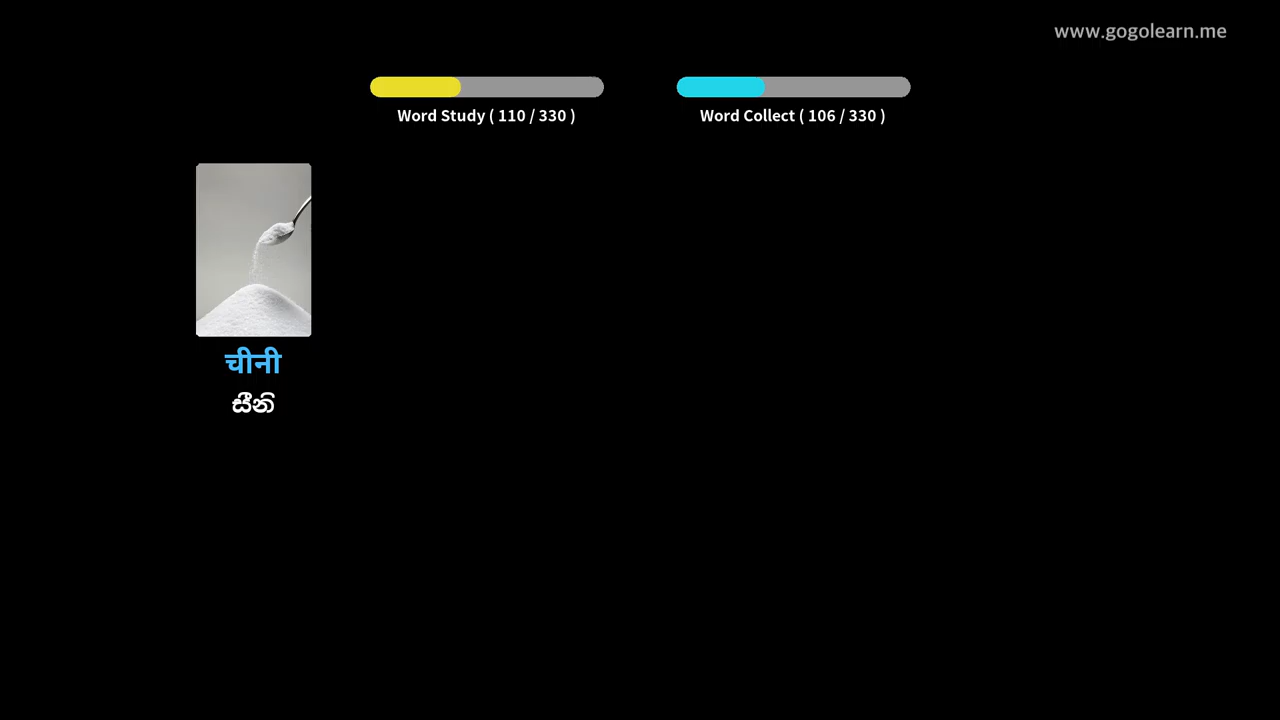 www.gogolearn.me
Word Study ( 110 / 330 )
Word Collect ( 106 / 330 )
चीनी
සීනි